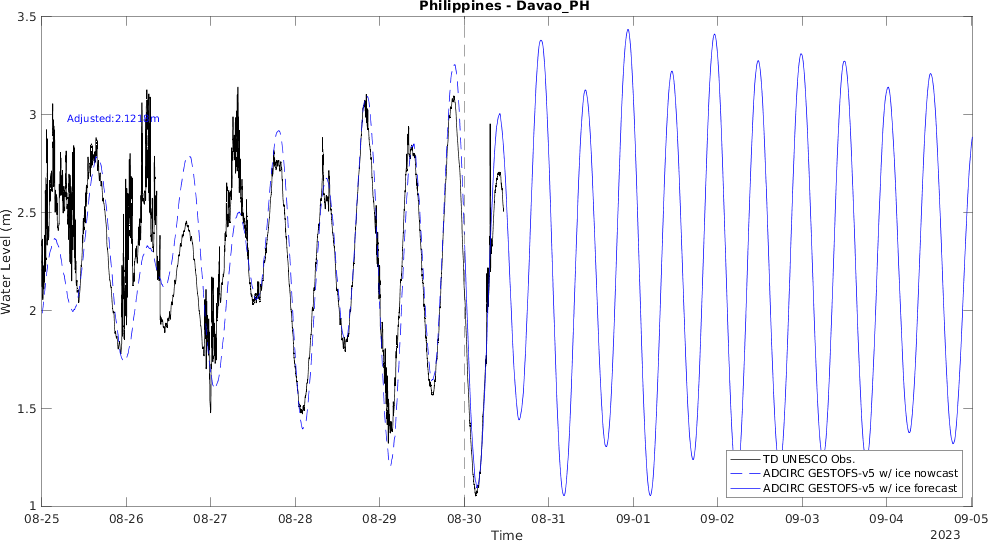 Philippines - Davao_PH
3.5
3
2.5
2
1.5
1
Water Level (m)
Adjusted:2.1218m
TD UNESCO Obs.
ADCIRC GESTOFS-v5 w/ ice nowcast
ADCIRC GESTOFS-v5 w/ ice forecast
08-25 08-26 08-27 08-28 08-29 08-30 08-31 09-01 09-02 09-03 09-04 09-05
Time
2023